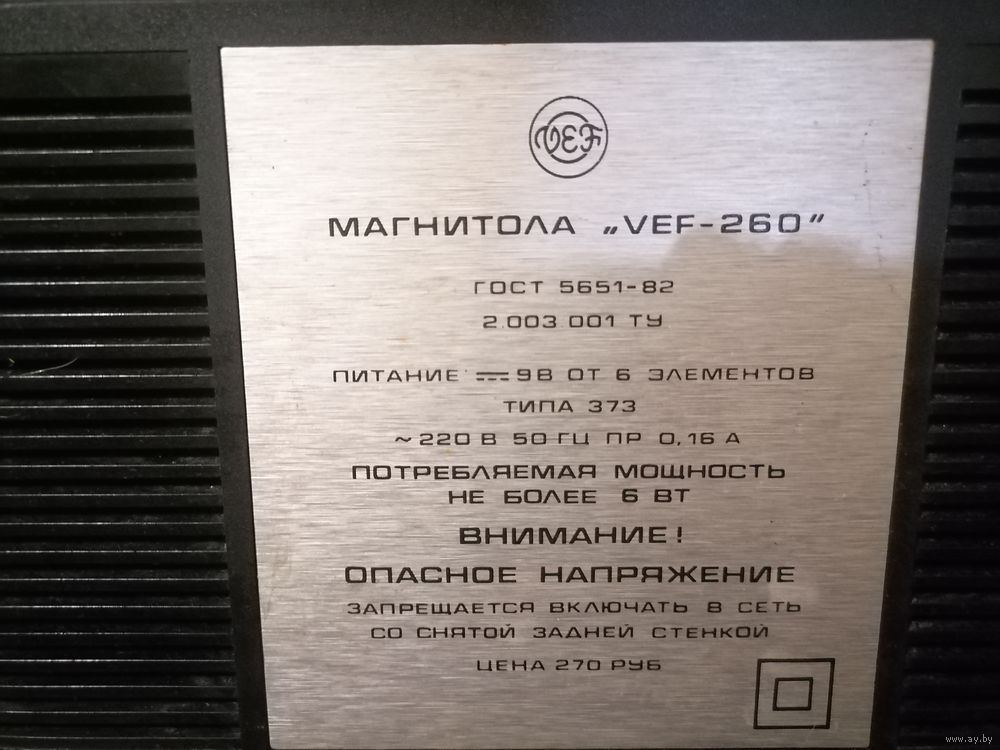 VEF
МАГНИТОЛА „VEF-260”
ГОСТ 5651-82
2.003 001 ТУ
ПИТАНИЕ ⎓ 9В ОТ 6 ЭЛЕМЕНТОВ
ТИПА 373
~ 220 В 50 ГЦ ПР 0,16 А
ПОТРЕБЛЯЕМАЯ МОЩНОСТЬ
НЕ БОЛЕЕ 6 ВТ
ВНИМАНИЕ!
ОПАСНОЕ НАПРЯЖЕНИЕ
ЗАПРЕЩАЕТСЯ ВКЛЮЧАТЬ В СЕТЬ
СО СНЯТОЙ ЗАДНЕЙ СТЕНКОЙ
ЦЕНА 270 РУБ
www.ay.by